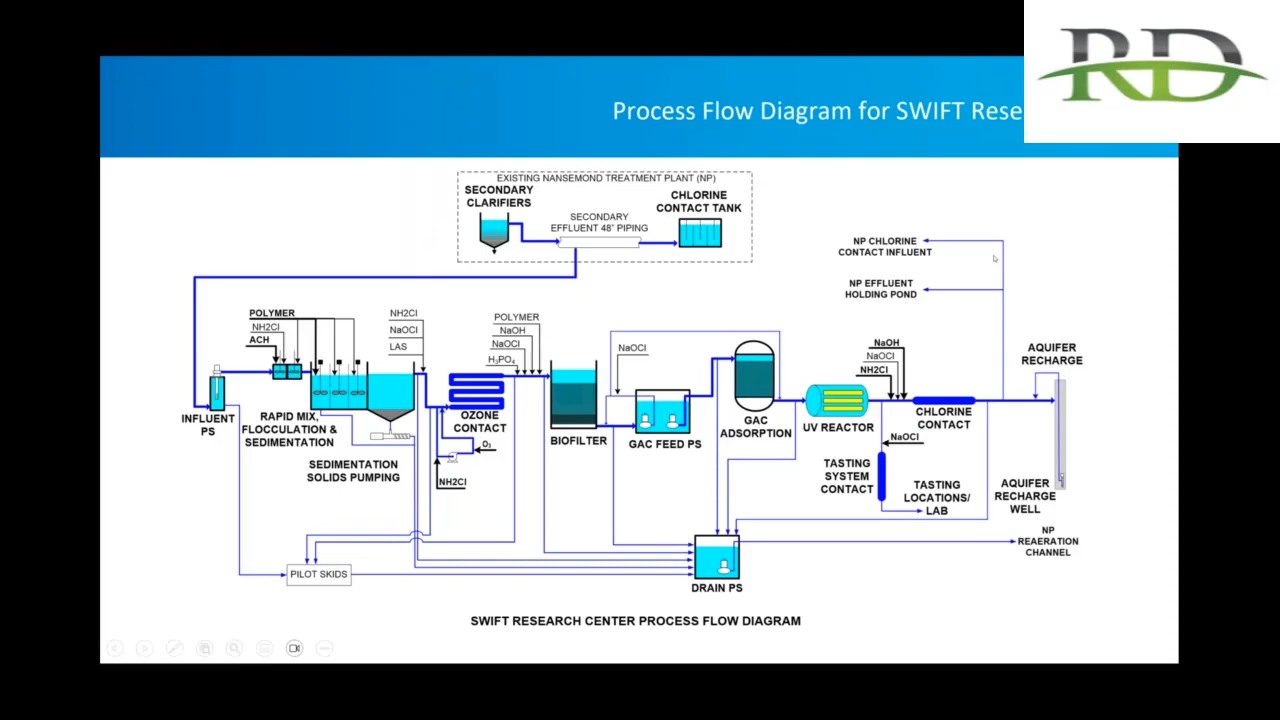 RD
Process Flow Diagram for SWIFT Rese
EXISTING NANSEMOND TREATMENT PLANT (NP)
SECONDARY
CLARIFIERS
SECONDARY
EFFLUENT 48" PIPING
CHLORINE
CONTACT TANK
NP CHLORINE
CONTACT INFLUENT
NP EFFLUENT
HOLDING POND
POLYMER
NH2Cl
ACH
NH2Cl
NaOCl
LAS
POLYMER
NaOH
NaOCl
H3PO4
NaOCl
NaOH
NaOCl
NH2Cl
AQUIFER
RECHARGE
INFLUENT
PS
RAPID MIX,
FLOCCULATION &
SEDIMENTATION
OZONE
CONTACT
BIOFILTER
GAC FEED PS
GAC
ADSORPTION
UV REACTOR
CHLORINE
CONTACT
SEDIMENTATION
SOLIDS PUMPING
O3
NH2Cl
NaOCl
TASTING
SYSTEM
CONTACT
TASTING
LOCATIONS/
LAB
AQUIFER
RECHARGE
WELL
NP
REAERATION
CHANNEL
PILOT SKIDS
DRAIN PS
SWIFT RESEARCH CENTER PROCESS FLOW DIAGRAM